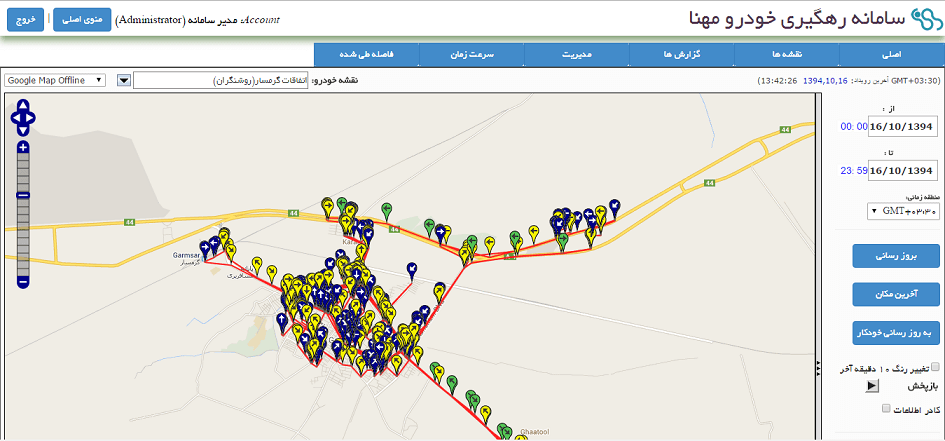 سامانه رهگیری خودرو مهنا
Account: مدیر سامانه (Administrator)
منوی اصلی | خروج
اصلی
نقشه ها
گزارش ها
مدیریت
سرعت زمان
فاصله طی شده
(GMT+03:30 آخرین رویداد: 1394,10,16 13:42:26)
نقشه خودرو: اتفاقات گرمسار(روشنگران)
Google Map Offline
از :
16/10/1394 00:00
تا :
16/10/1394 23:59
منطقه زمانی:
GMT+03:30
بروز رسانی
آخرین مکان
به روز رسانی خودکار
تغییر رنگ ۱۰ دقیقه آخر
بازپخش
کادر اطلاعات
44
44
44
44
44
Garmsar
گرمسار
Ghaatool